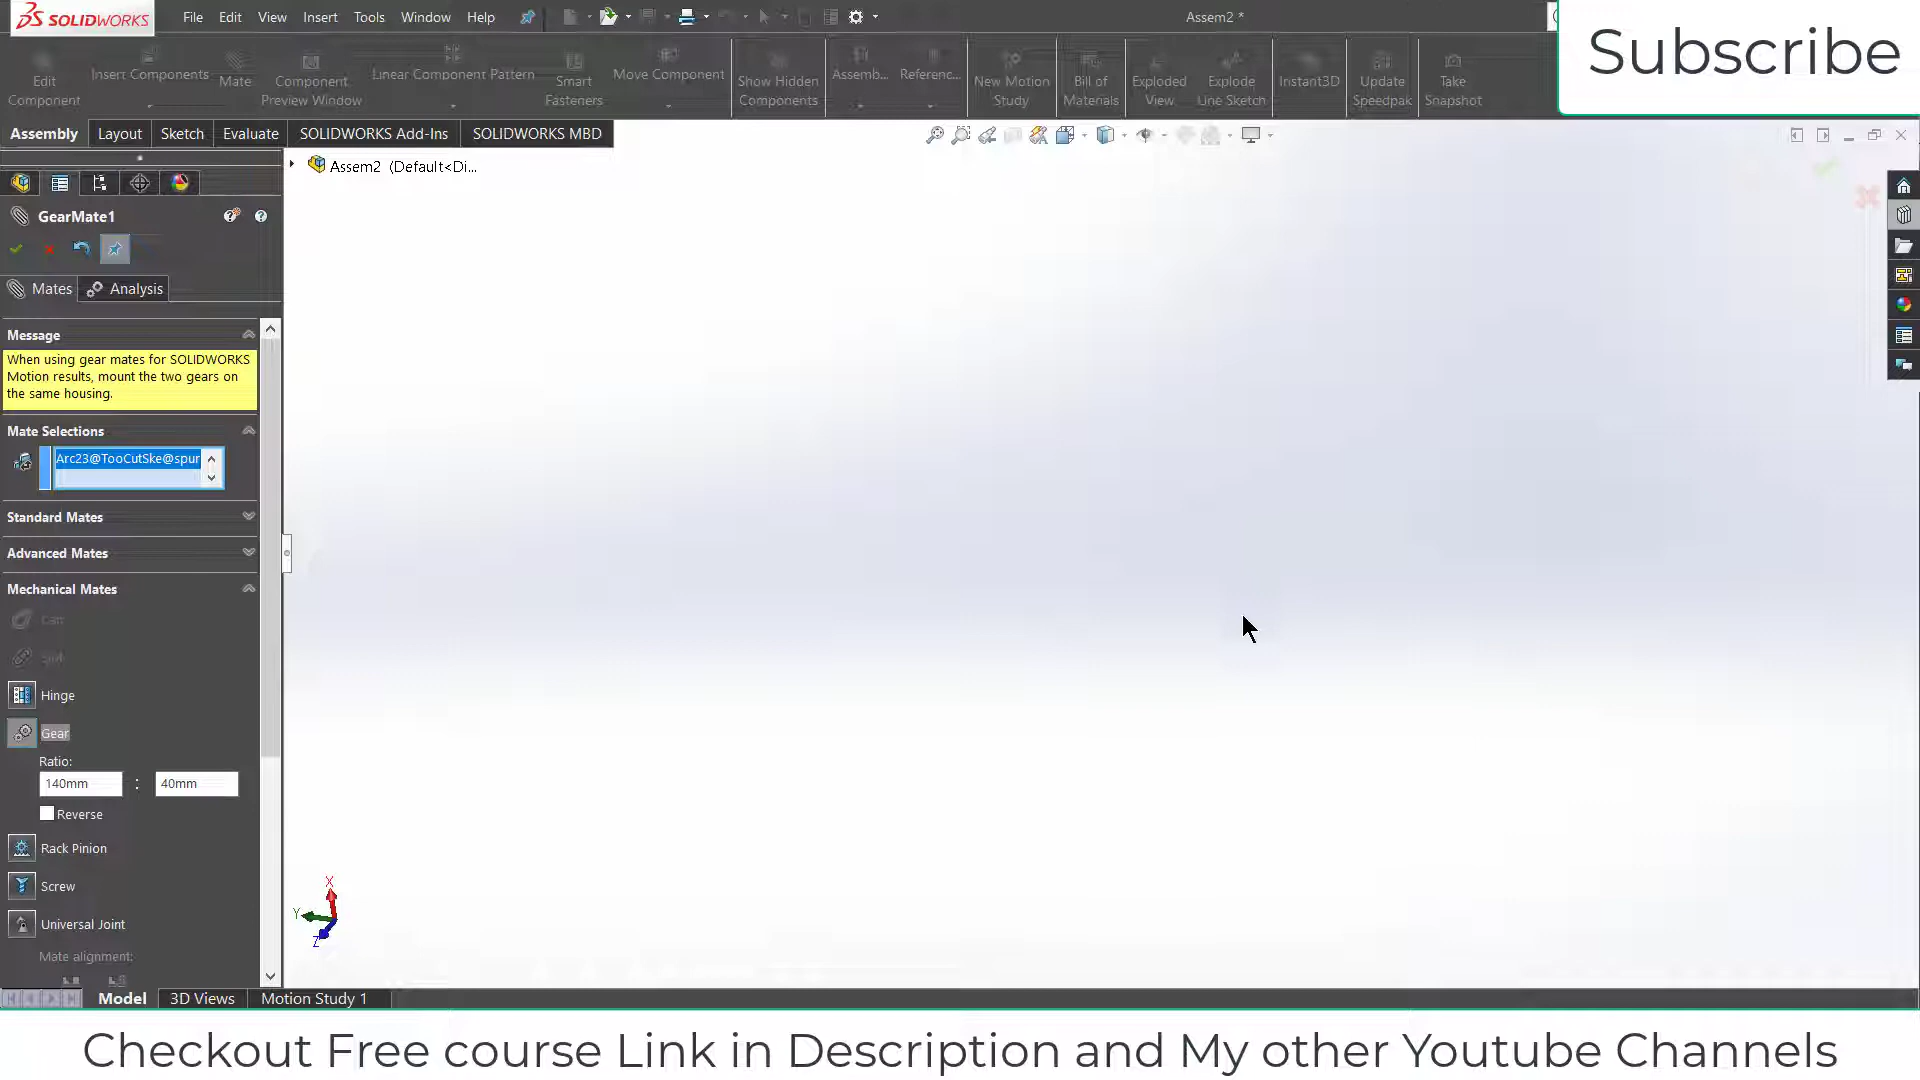 SOLIDWORKS File Edit View Insert Tools Window Help Assem2 *
Subscribe
Edit Component Insert Components Mate Component Preview Window Linear Component Pattern Smart Fasteners Move Component Show Hidden Components Assemb... Referenc... New Motion Study Bill of Materials Exploded View Explode Line Sketch Instant3D Update Speedpak Take Snapshot
Assembly Layout Sketch Evaluate SOLIDWORKS Add-Ins SOLIDWORKS MBD
Assem2 (Default<Di...
GearMate1
Mates Analysis
Message
When using gear mates for SOLIDWORKS
Motion results, mount the two gears on
the same housing.
Mate Selections
Arc23@TooCutSke@spur
Standard Mates
Advanced Mates
Mechanical Mates
Cam
Slot
Hinge
Gear
Ratio:
140mm : 40mm
Reverse
Rack Pinion
Screw
Universal Joint
Mate alignment:
X
Y
Z
Model 3D Views Motion Study 1
Checkout Free course Link in Description and My other Youtube Channels